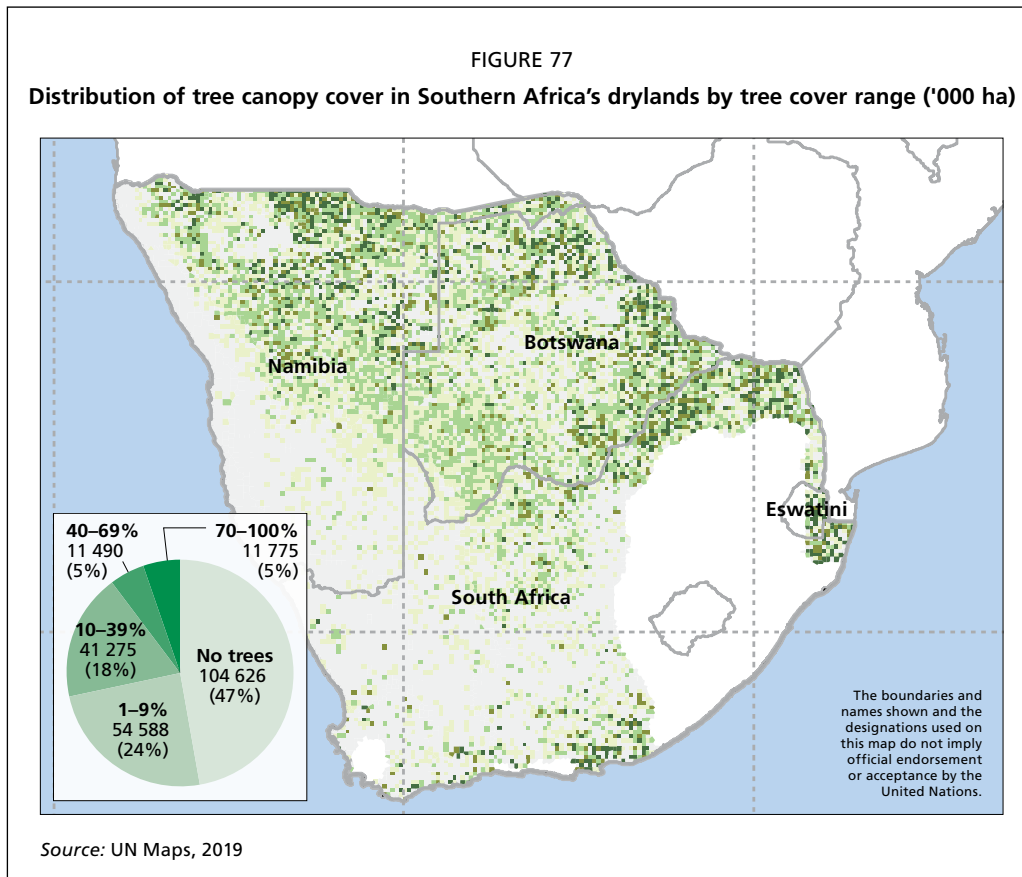 FIGURE 77
Distribution of tree canopy cover in Southern Africa's drylands by tree cover range ('000 ha)
Namibia
Botswana
Eswatini
South Africa
40–69%
11 490
(5%)
70–100%
11 775
(5%)
10–39%
41 275
(18%)
No trees
104 626
(47%)
1–9%
54 588
(24%)
The boundaries and
names shown and the
designations used on
this map do not imply
official endorsement
or acceptance by the
United Nations.
Source: UN Maps, 2019